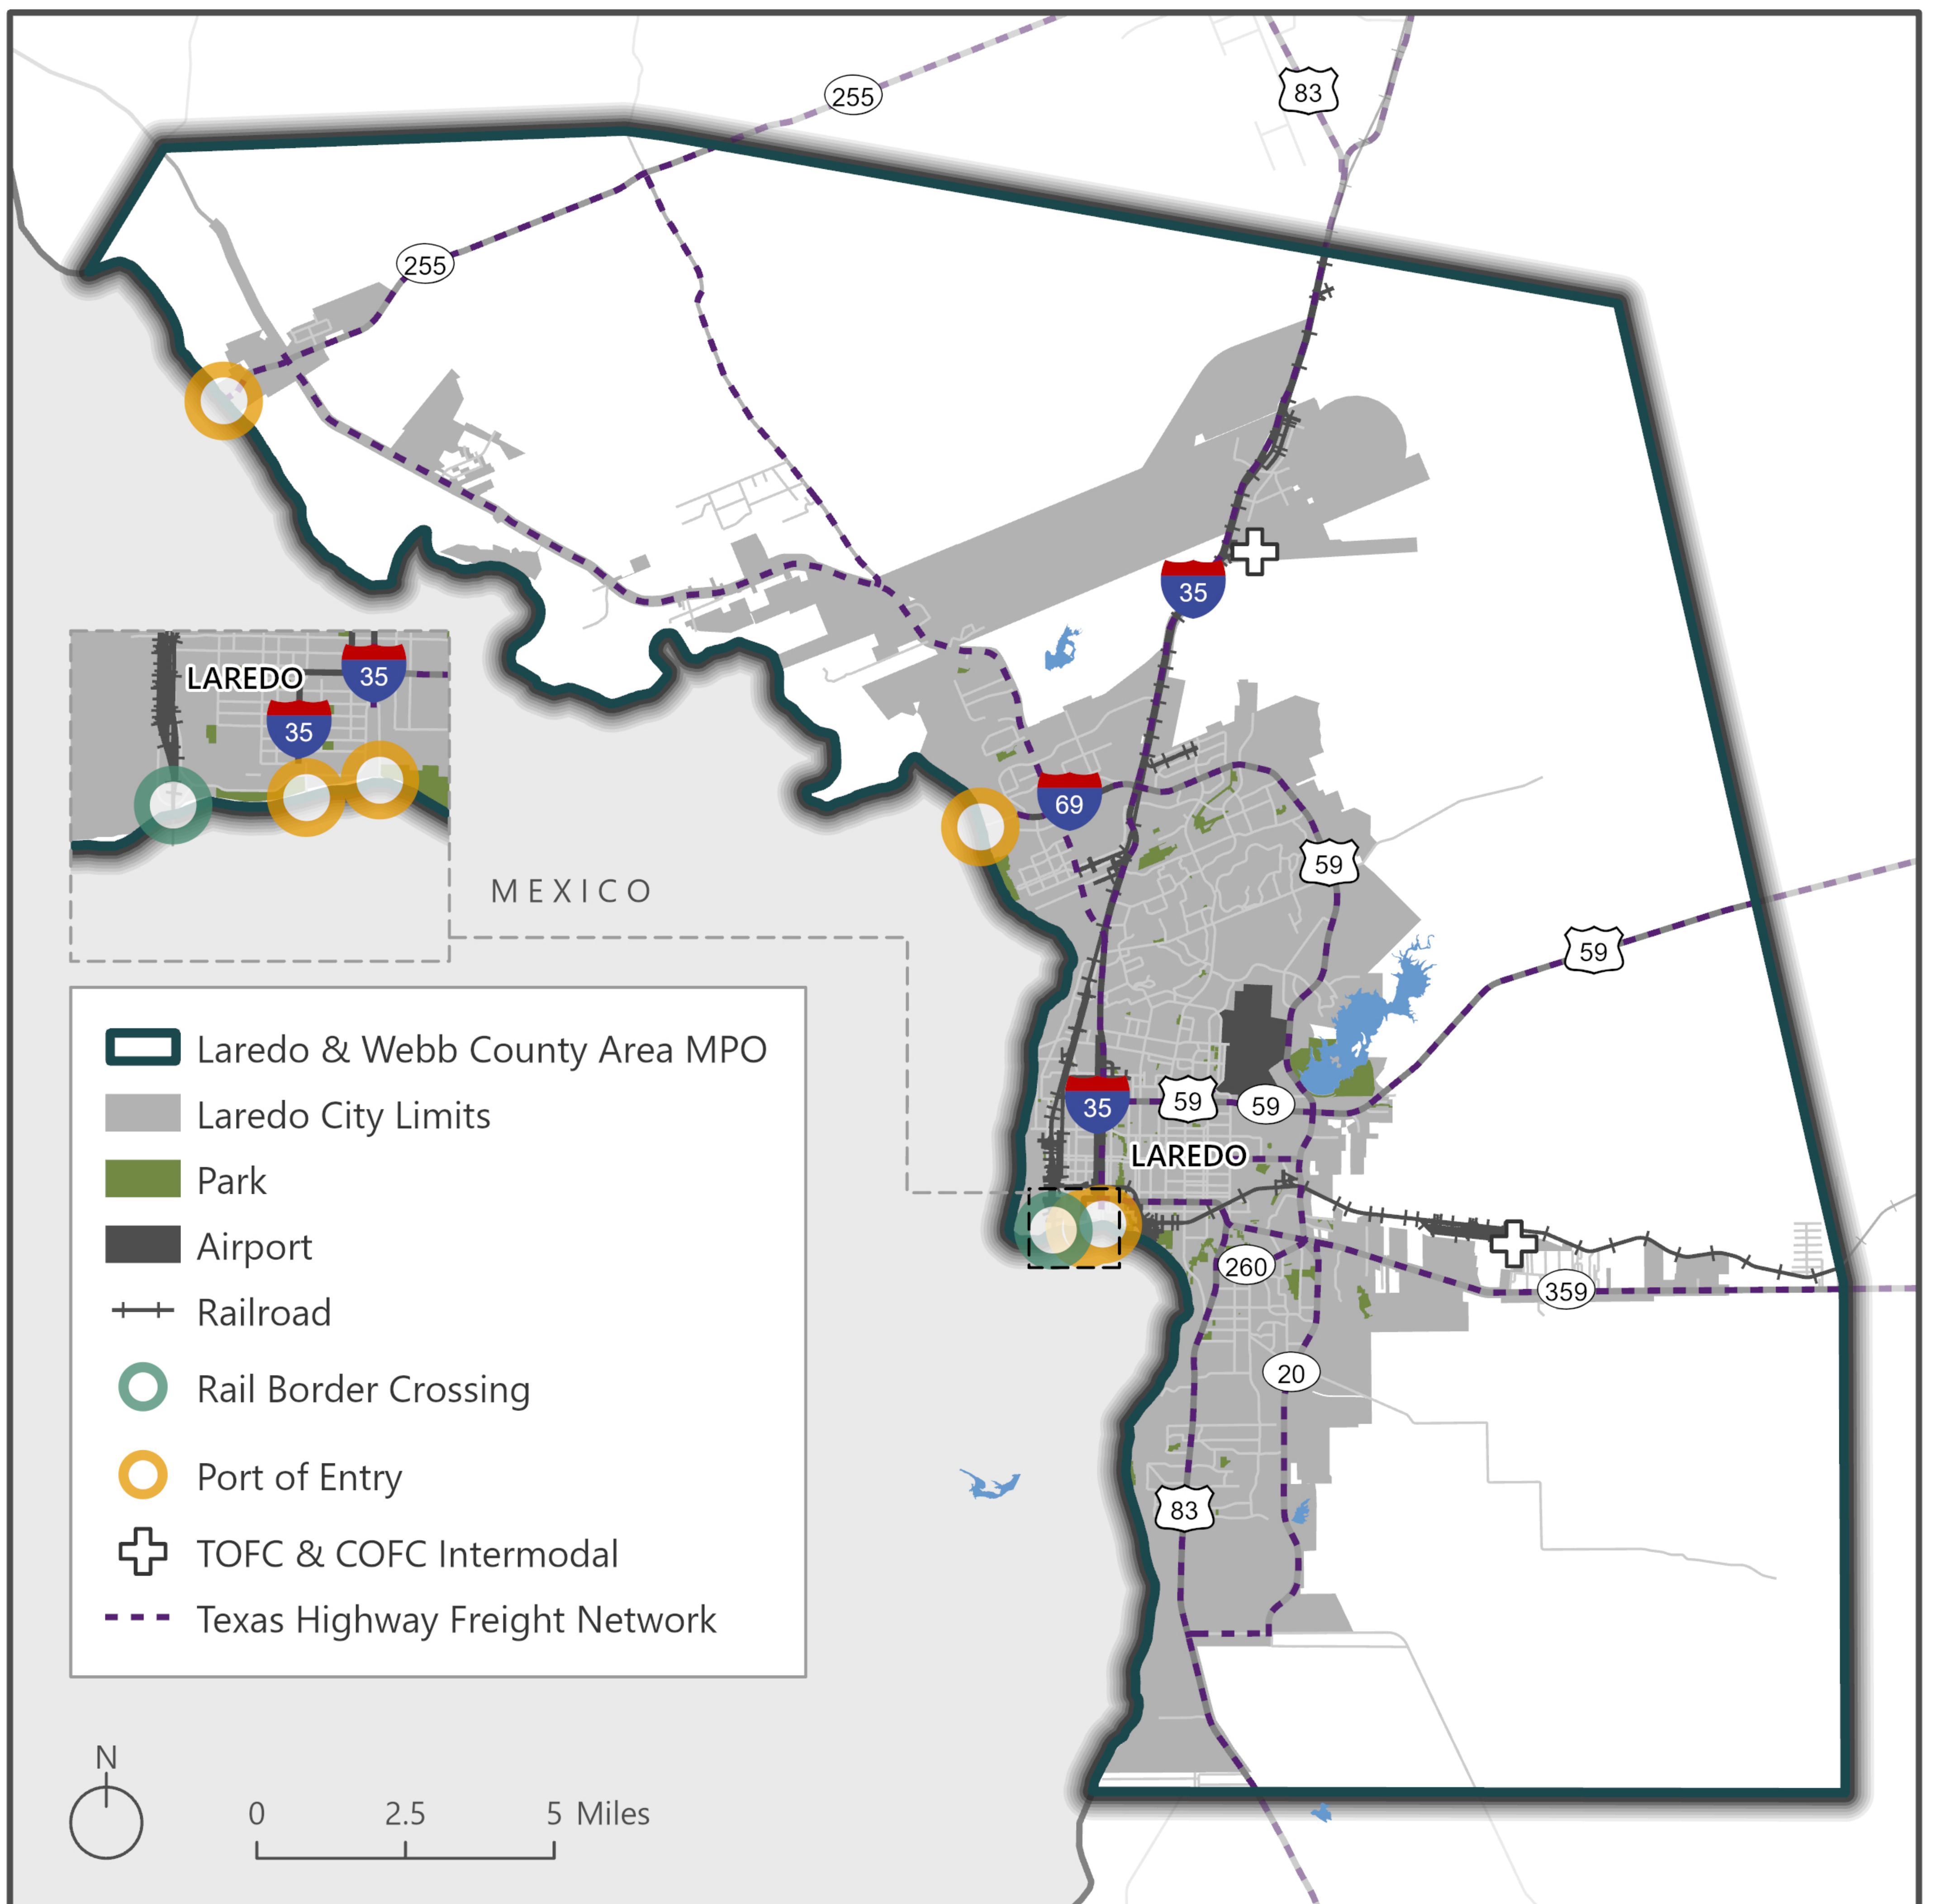 83
255
255
35
LAREDO
35
35
69
59
MEXICO
59
35
59
59
LAREDO
260
359
20
83
Laredo & Webb County Area MPO
Laredo City Limits
Park
Airport
Railroad
Rail Border Crossing
Port of Entry
TOFC & COFC Intermodal
Texas Highway Freight Network
N
0 2.5 5 Miles